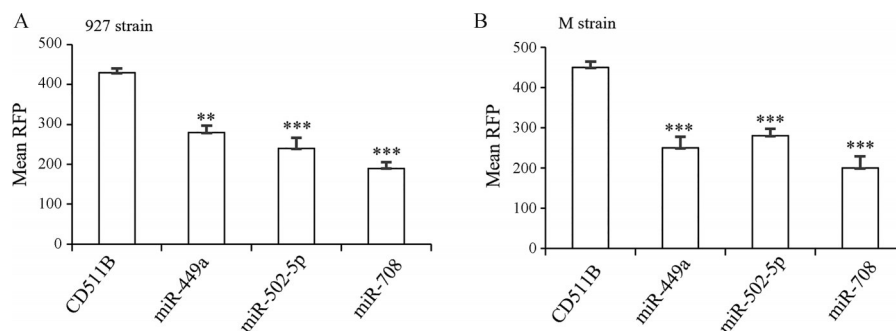 A
927 strain
500
400
300
200
100
0
Mean RFP
**
***
***
CD511B
miR-449a
miR-502-5p
miR-708
B
M strain
500
400
300
200
100
0
Mean RFP
***
***
***
CD511B
miR-449a
miR-502-5p
miR-708